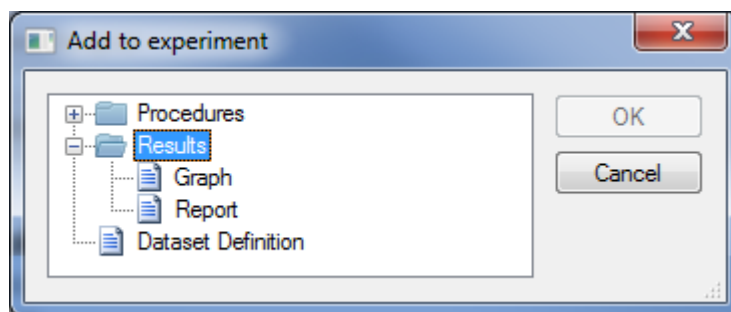 Add to experiment
Procedures
Results
Graph
Report
Dataset Definition
OK
Cancel